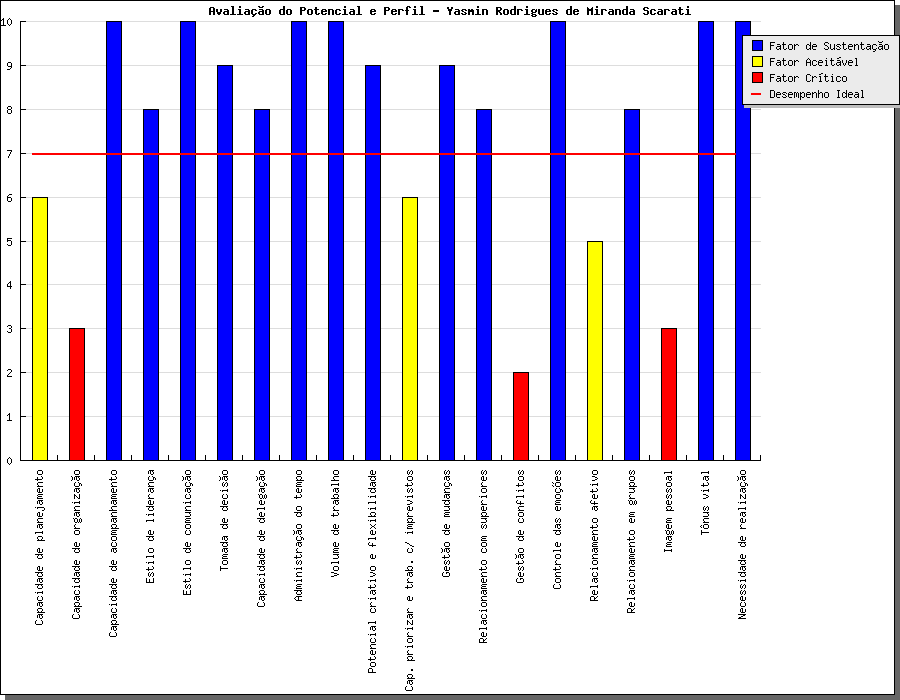 Avaliação do Potencial e Perfil - Yasmin Rodrigues de Miranda Scarati
10
9
8
7
6
5
4
3
2
1
0
Fator de Sustentação
Fator Aceitável
Fator Crítico
Desempenho Ideal
Capacidade de planejamento
Capacidade de organização
Capacidade de acompanhamento
Estilo de liderança
Estilo de comunicação
Tomada de decisão
Capacidade de delegação
Administração do tempo
Volume de trabalho
Potencial criativo e flexibilidade
Cap. priorizar e trab. c/ imprevistos
Gestão de mudanças
Relacionamento com superiores
Gestão de conflitos
Controle das emoções
Relacionamento afetivo
Relacionamento em grupos
Imagem pessoal
Tônus vital
Necessidade de realização